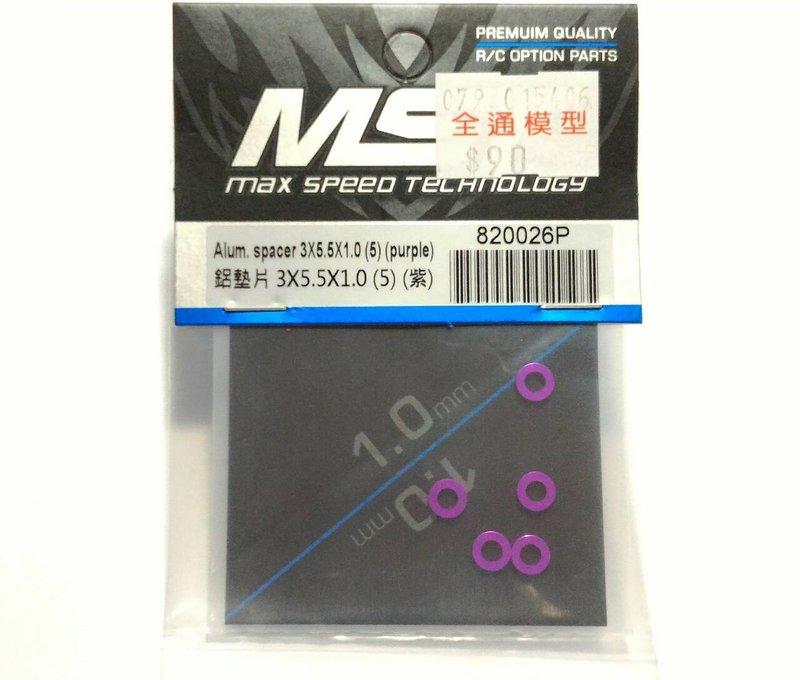 PREMUIM QUALITY
R/C OPTION PARTS
MS
0793015406
全通模型
$90
max SPEED TECHNOLOGY
Alum. spacer 3X5.5X1.0 (5) (purple)
820026P
鋁墊片 3X5.5X1.0 (5) (紫)
1.0mm
1.0mm